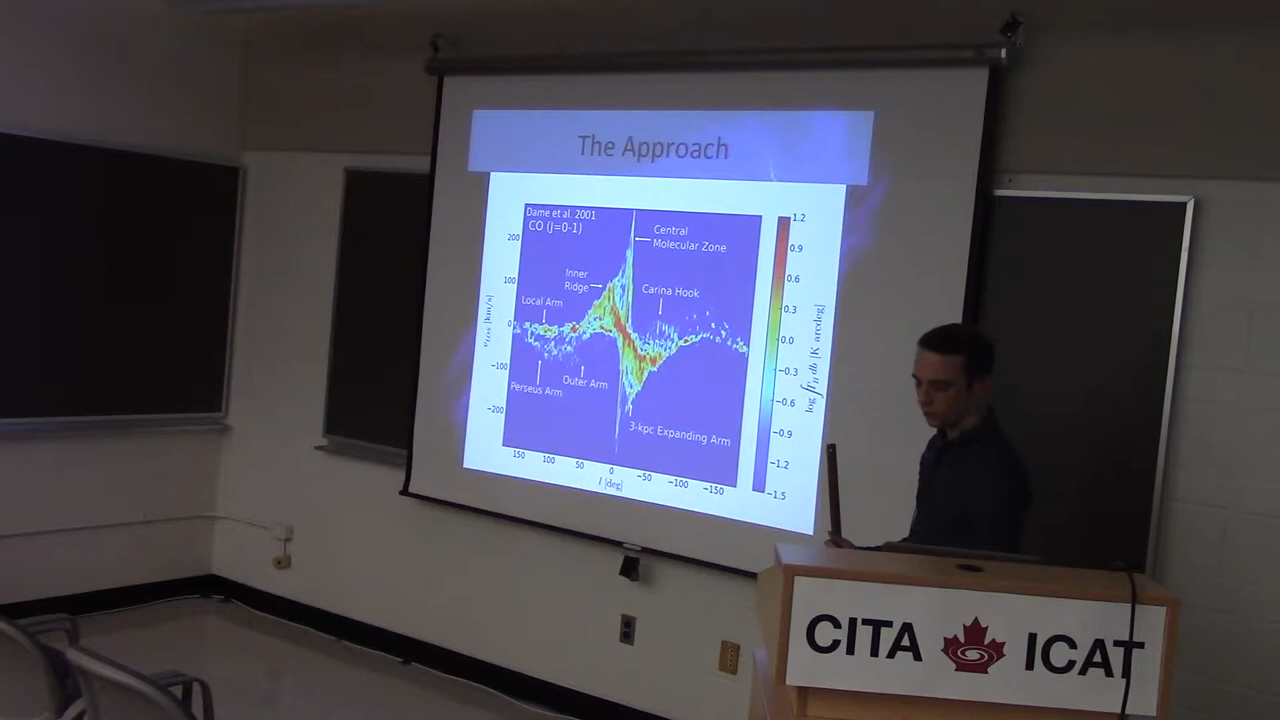 The Approach
Dame et al. 2001
CO (J=0-1)
Central
Molecular Zone
Inner
Ridge
Carina Hook
Local Arm
Perseus Arm
Outer Arm
3-kpc Expanding Arm
200
100
0
−100
−200
150
100
50
0
−50
−100
−150
l [deg]
1.2
0.9
0.6
0.3
0.0
−0.3
−0.6
−0.9
−1.2
−1.5
CITA ICAT